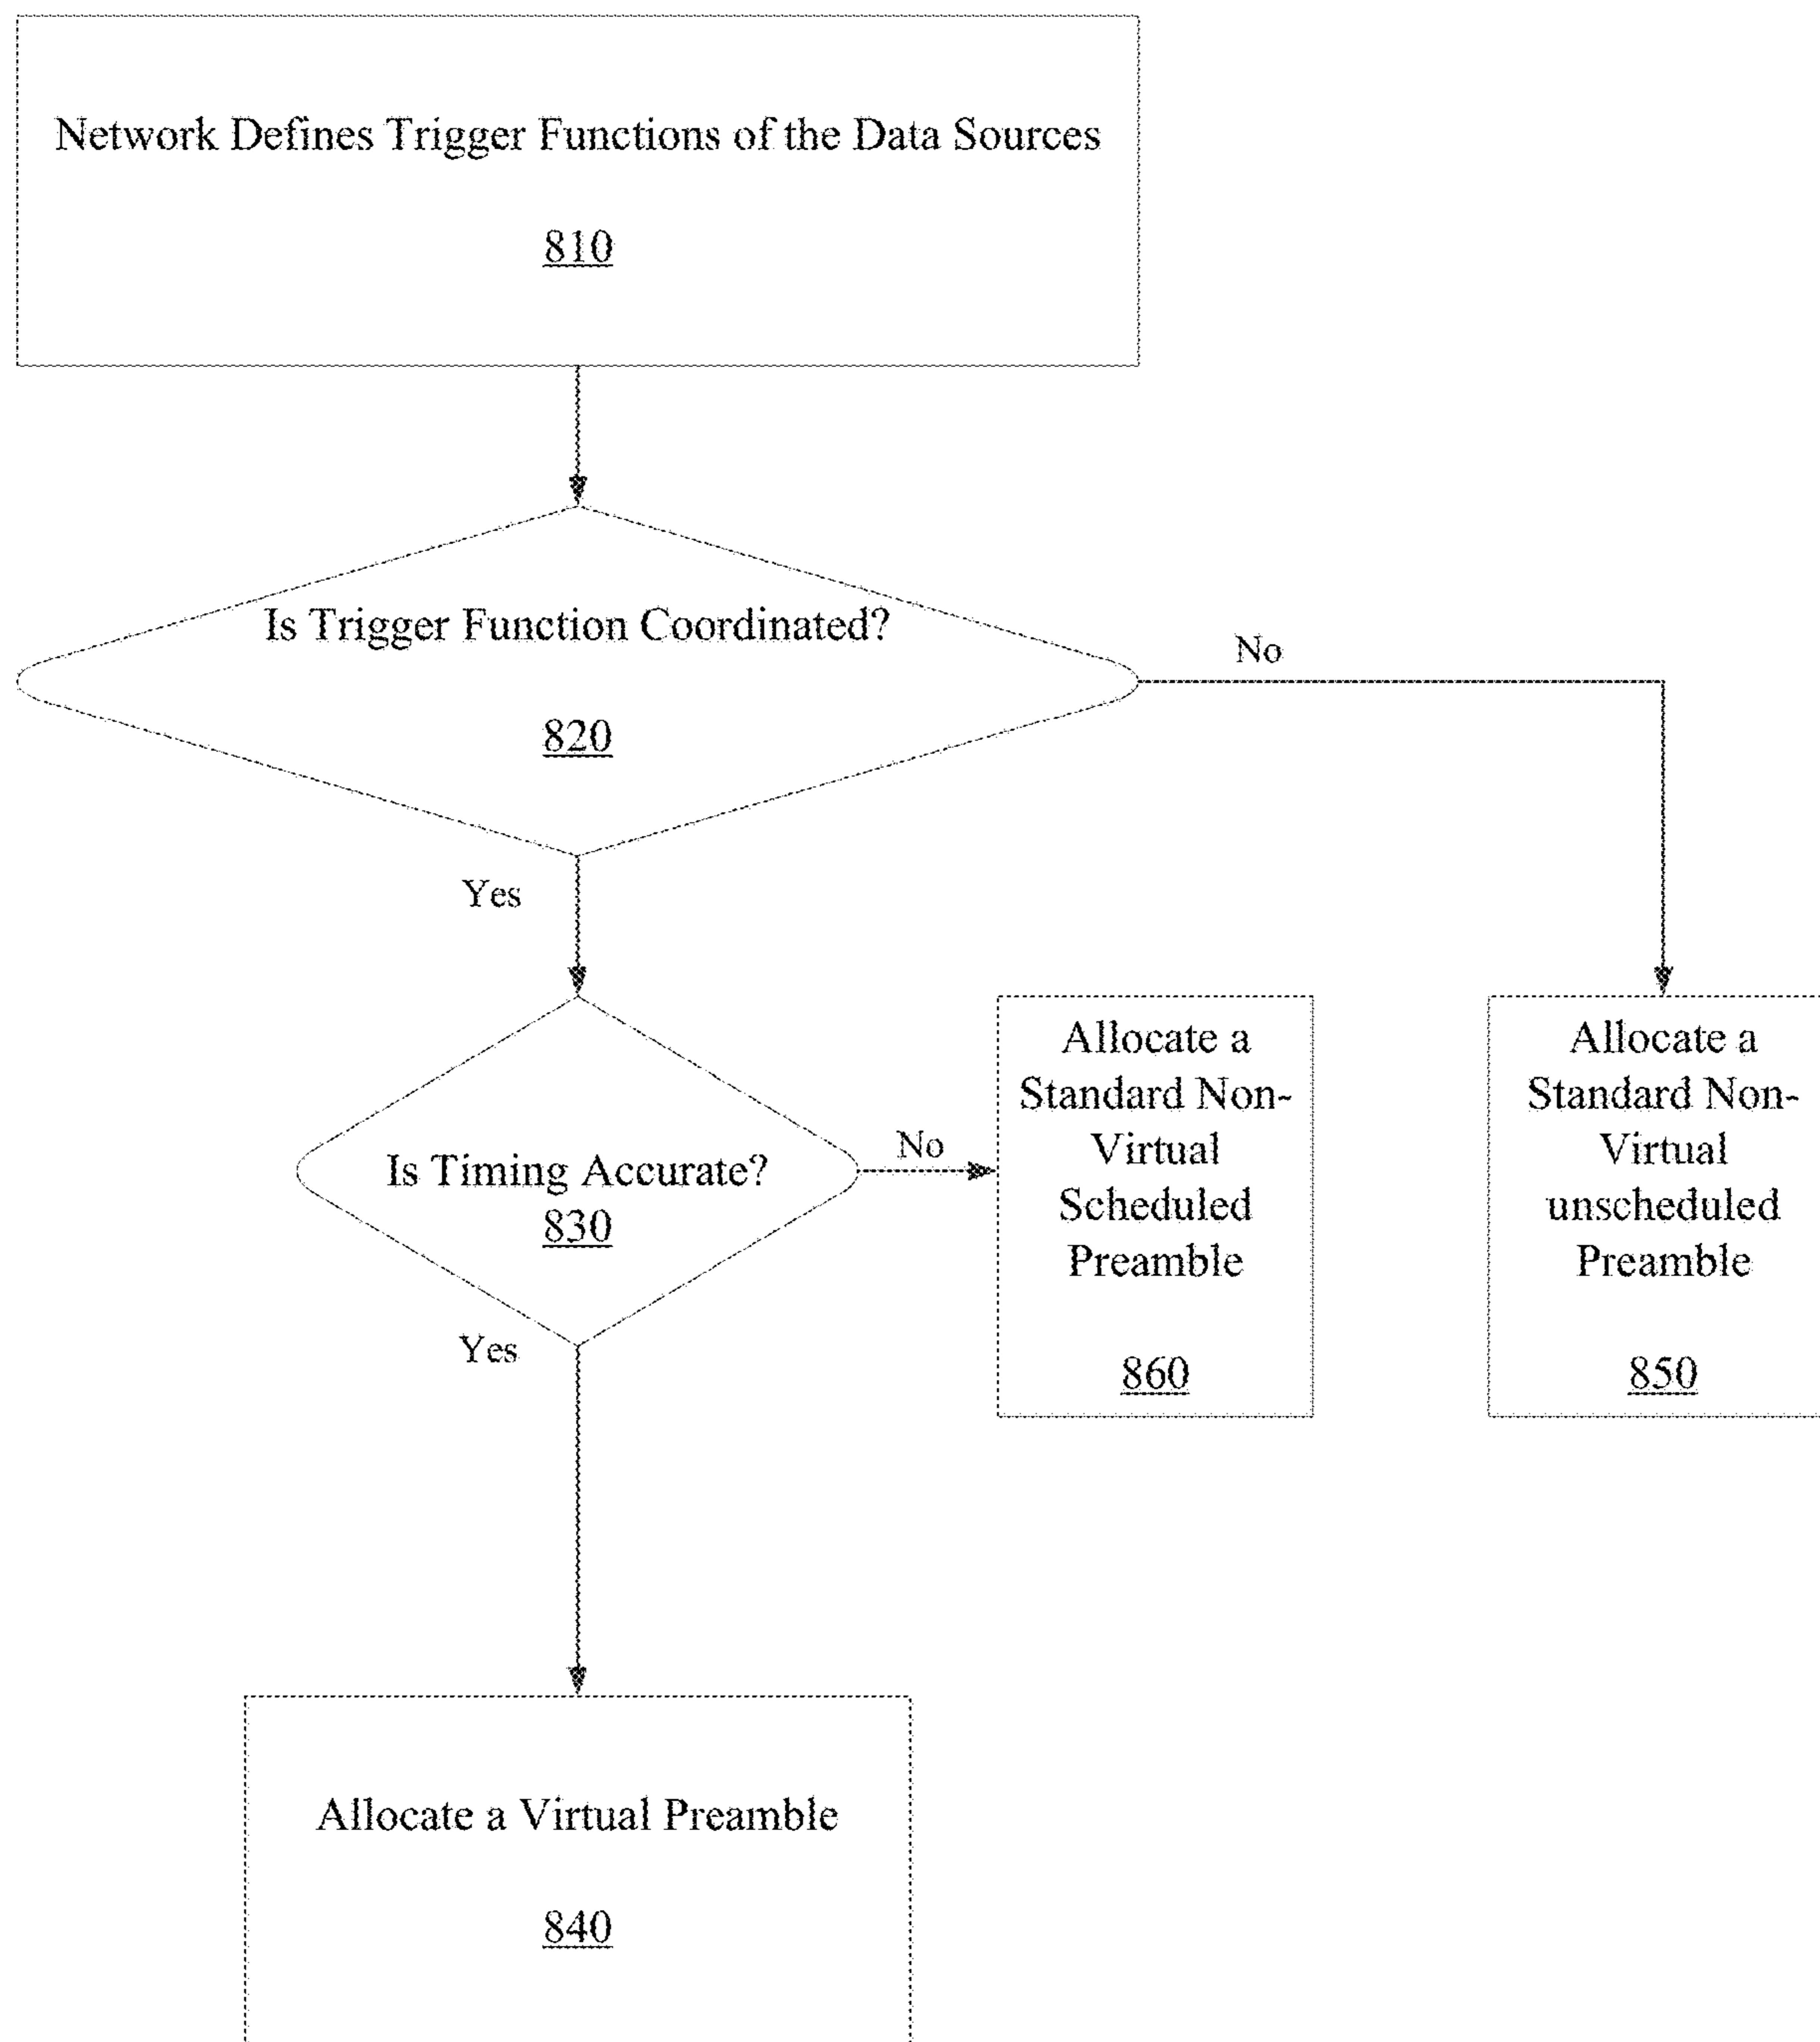 Network Defines Trigger Functions of the Data Sources
810
Is Trigger Function Coordinated?
820
No
Yes
Is Timing Accurate?
830
No
Yes
Allocate a
Standard Non-
Virtual
Scheduled
Preamble
860
Allocate a
Standard Non-
Virtual
unscheduled
Preamble
850
Allocate a Virtual Preamble
840